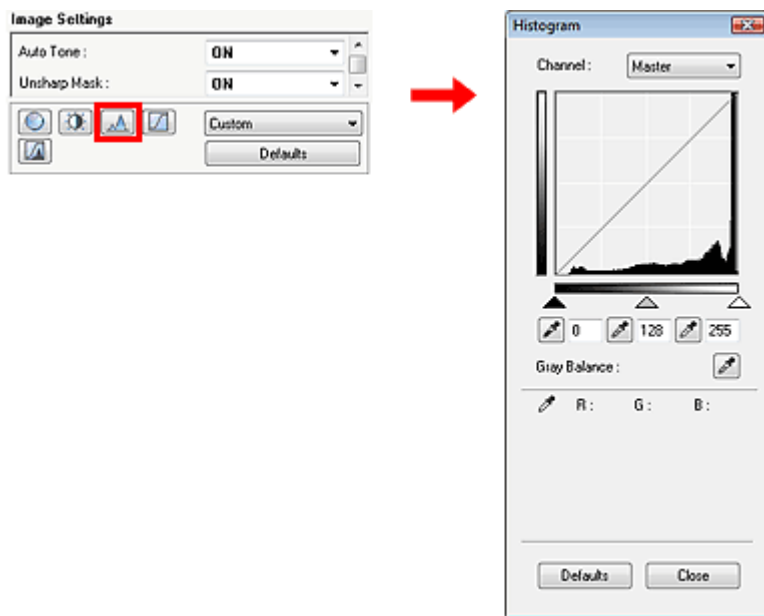 Image Settings
Auto Tone : ON
Unsharp Mask : ON
Custom
Defaults
Histogram
Channel : Master
0 128 255
Gray Balance :
R : G : B :
Defaults Close